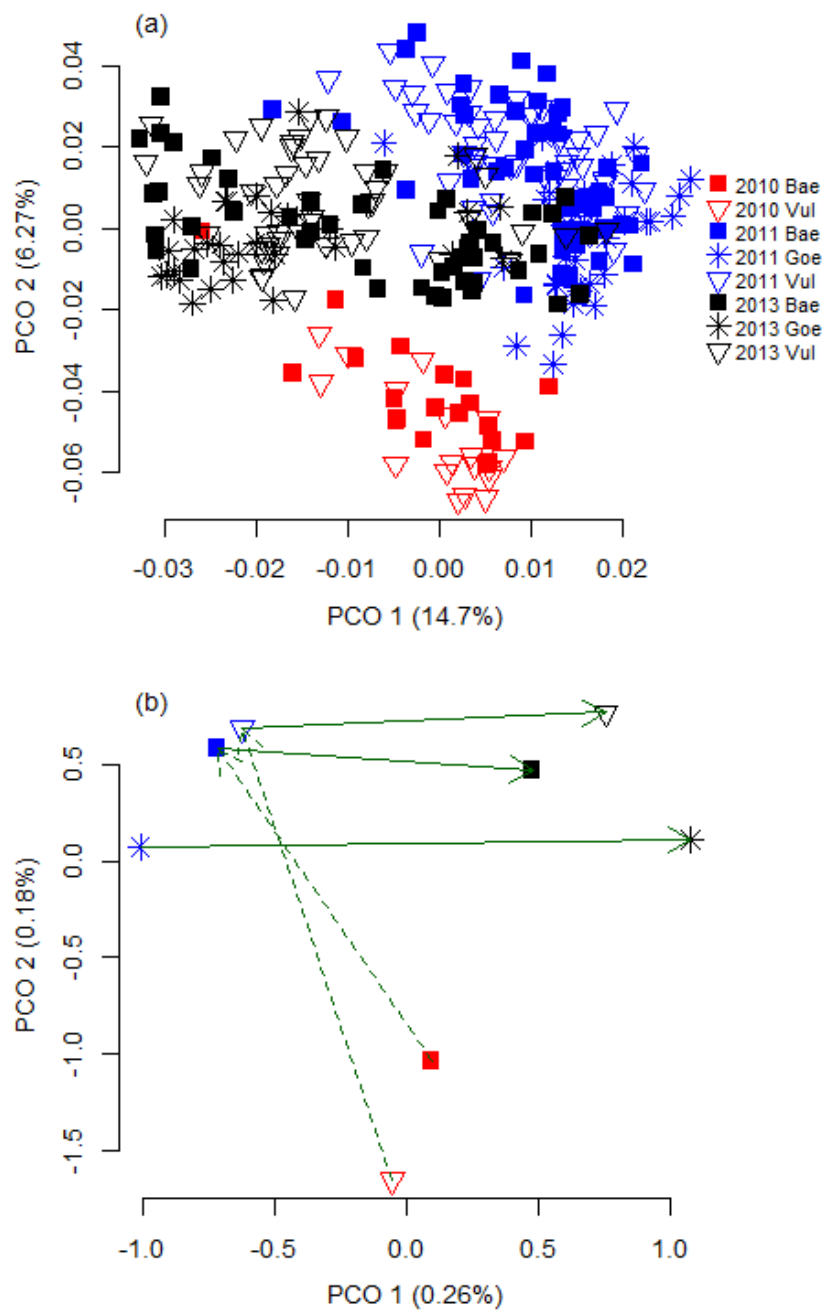 (a)
0.04
0.02
0.00
-0.02
-0.04
-0.06
PCO 2 (6.27%)
2010 Bae
2010 Vul
2011 Bae
2011 Goe
2011 Vul
2013 Bae
2013 Goe
2013 Vul
-0.03 -0.02 -0.01 0.00 0.01 0.02
PCO 1 (14.7%)
(b)
0.5
0.0
-0.5
-1.0
-1.5
PCO 2 (0.18%)
-1.0 -0.5 0.0 0.5 1.0
PCO 1 (0.26%)